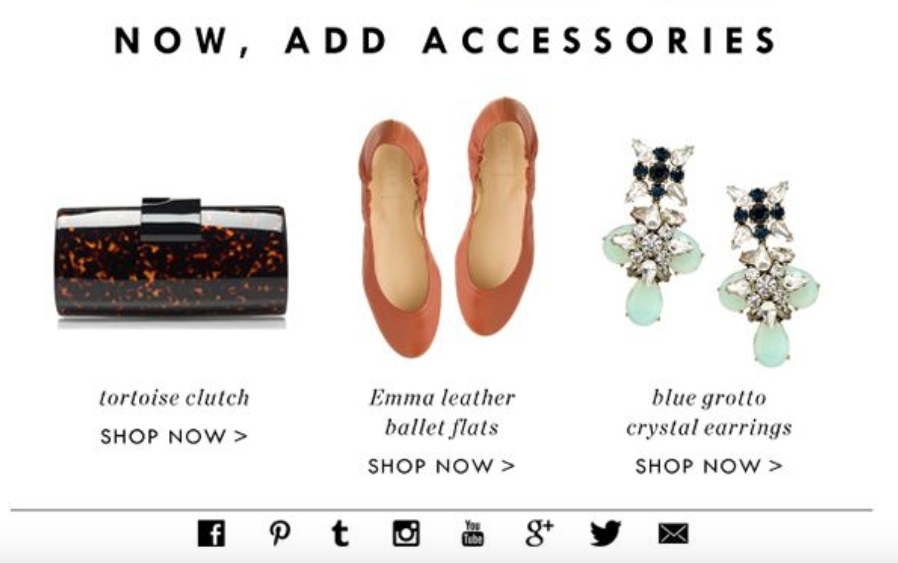 NOW, ADD ACCESSORIES
tortoise clutch
SHOP NOW >
Emma leather
ballet flats
SHOP NOW >
blue grotto
crystal earrings
SHOP NOW >
f
p
t
You
Tube
g+